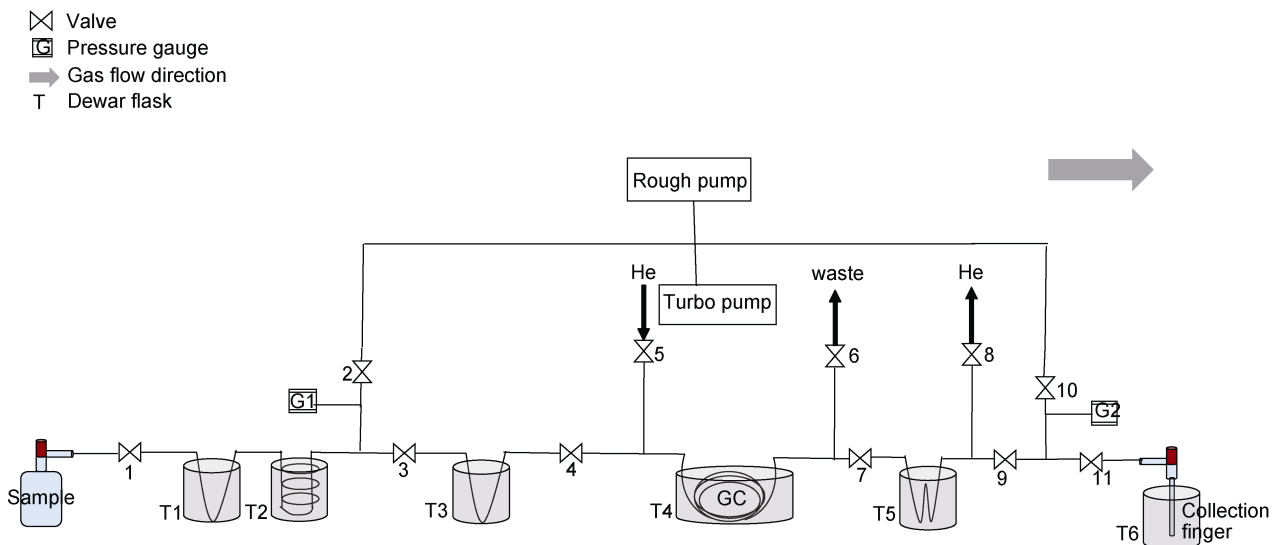 Valve
G Pressure gauge
Gas flow direction
T Dewar flask
Rough pump
He
waste
He
Turbo pump
5
6
8
2
10
G1
G2
1
3
4
7
9
11
Sample
T1
T2
T3
T4
GC
T5
T6
Collection
finger